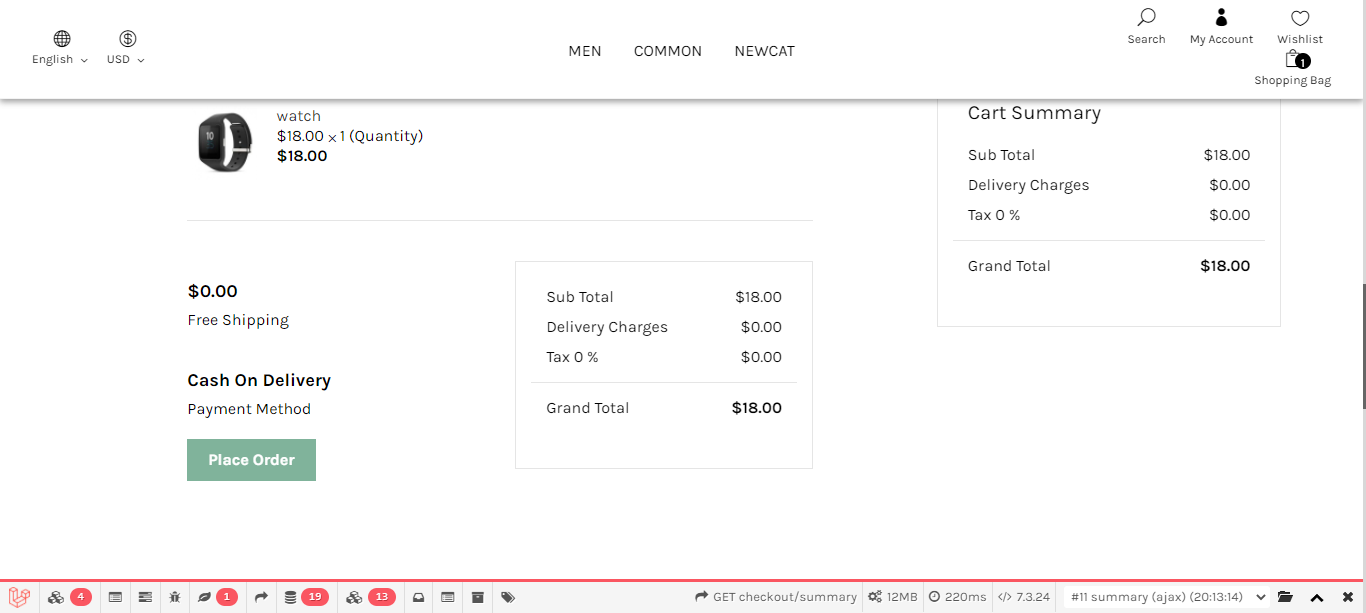 English
USD
MEN
COMMON
NEWCAT
Search
My Account
Wishlist
1
Shopping Bag
watch
$18.00 x 1 (Quantity)
$18.00
$0.00
Free Shipping
Cash On Delivery
Payment Method
Place Order
Sub Total $18.00
Delivery Charges $0.00
Tax 0 % $0.00
Grand Total $18.00
Cart Summary
Sub Total $18.00
Delivery Charges $0.00
Tax 0 % $0.00
Grand Total $18.00
4 1 19 13 GET checkout/summary 12MB 220ms 7.3.24 #11 summary (ajax) (20:13:14)